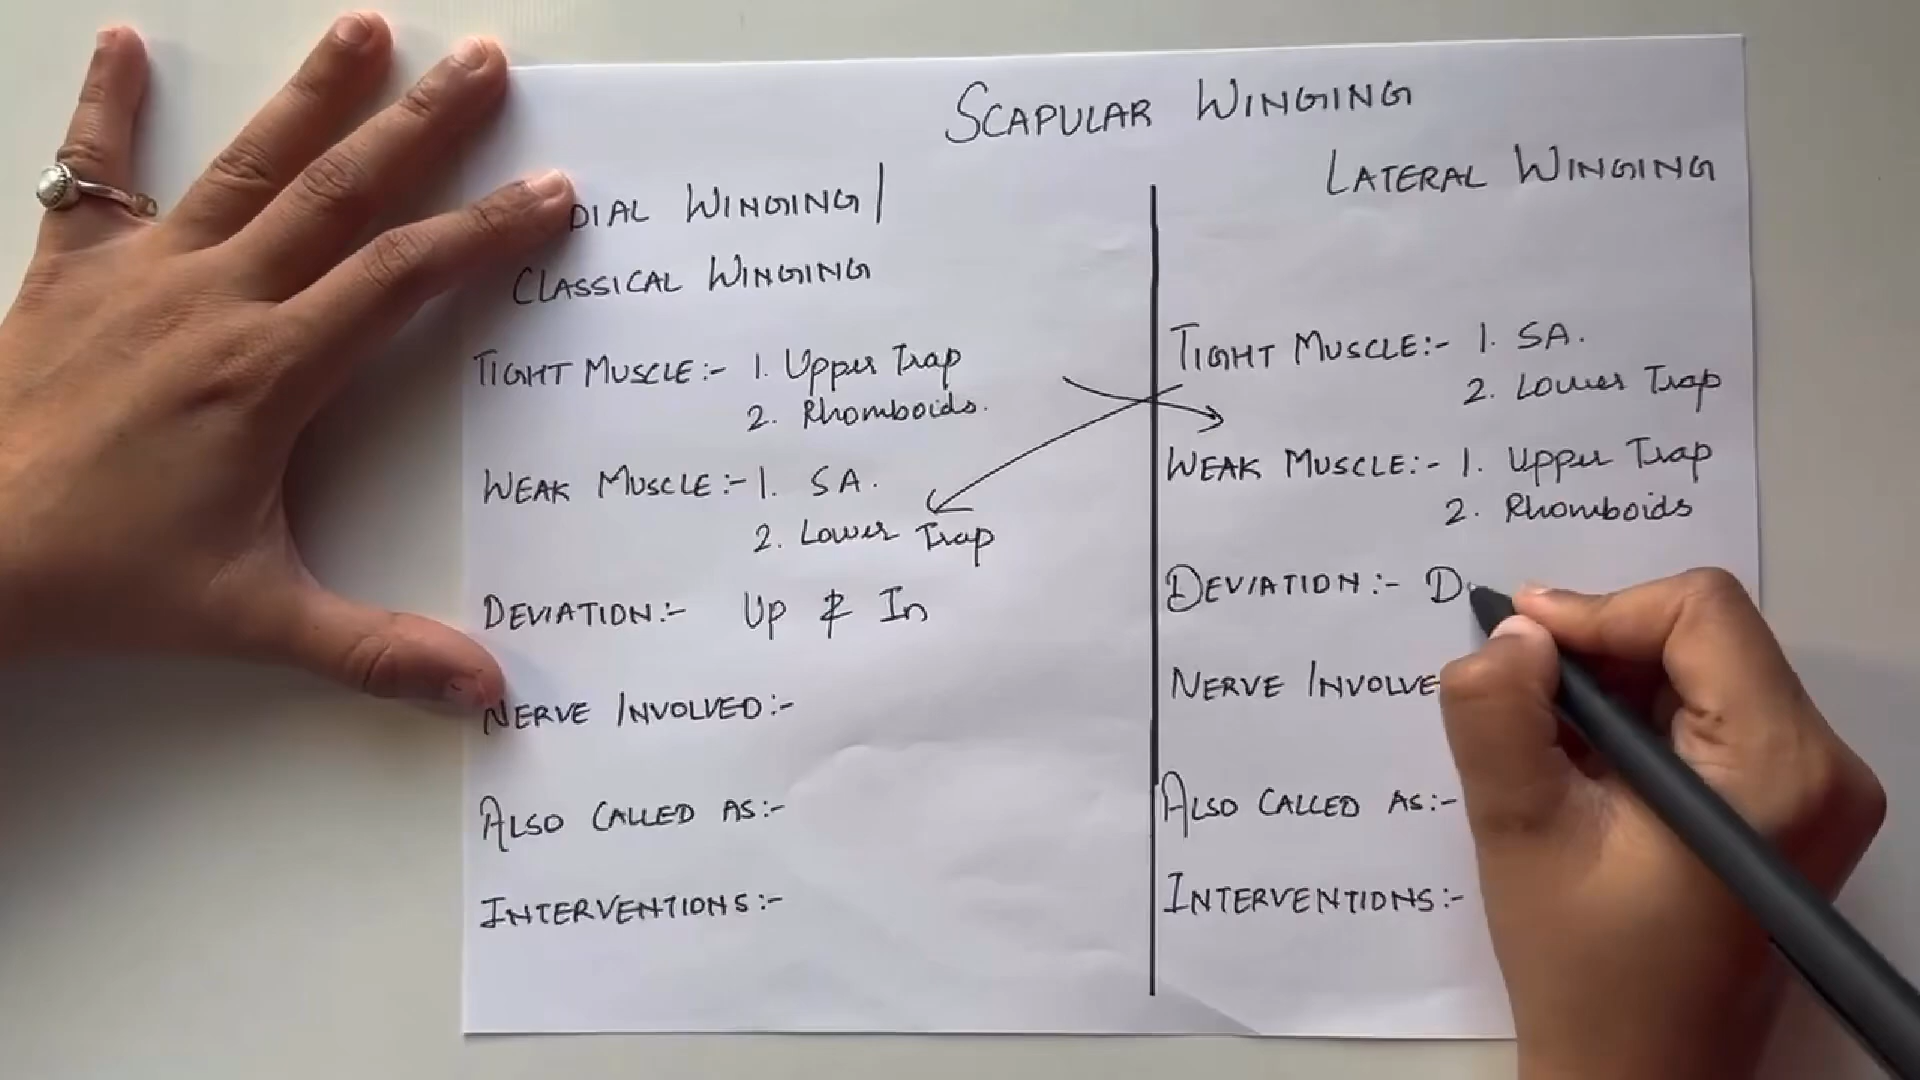 SCAPULAR WINGING
DIAL WINGING/
CLASSICAL WINGING
TIGHT MUSCLE:- 1. Upper Trap
2. Rhomboids.
WEAK MUSCLE:- 1. SA.
2. Lower Trap
DEVIATION:- Up & In
NERVE INVOLVED:-
ALSO CALLED AS:-
INTERVENTIONS:-
LATERAL WINGING
TIGHT MUSCLE:- 1. SA.
2. Lower Trap
WEAK MUSCLE:- 1. Upper Trap
2. Rhomboids
DEVIATION:- D
NERVE INVOLVE
ALSO CALLED AS:-
INTERVENTIONS:-